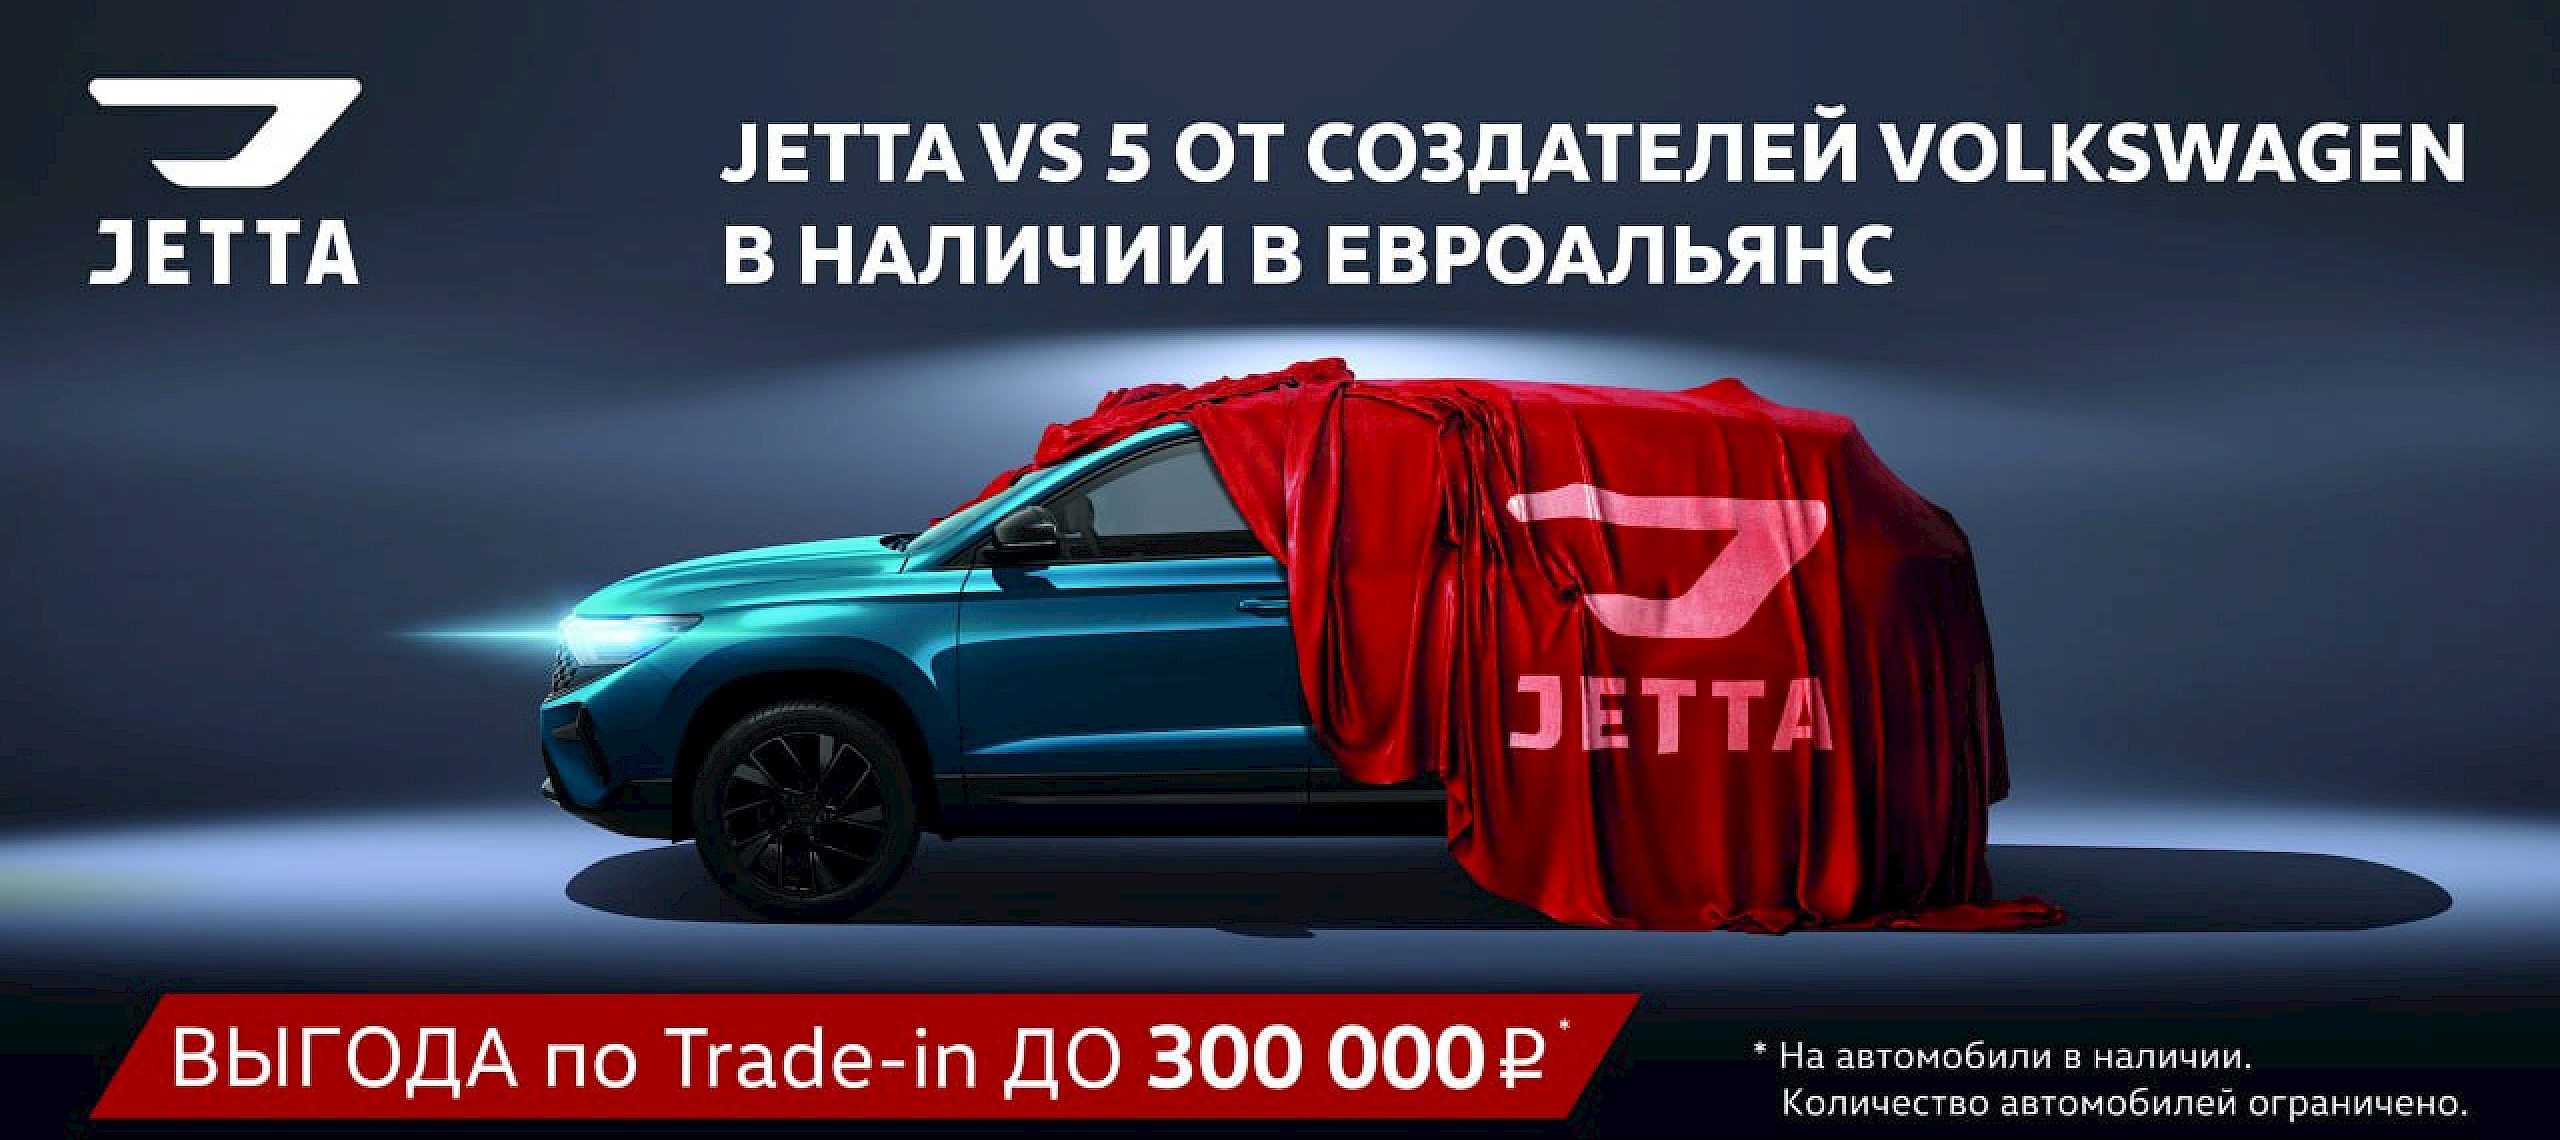 JETTA
JETTA VS 5 ОТ СОЗДАТЕЛЕЙ VOLKSWAGEN
В НАЛИЧИИ В ЕВРОАЛЬЯНС
JETTA
ВЫГОДА по Trade-in ДО 300 000 ₽*
* На автомобили в наличии.
Количество автомобилей ограничено.